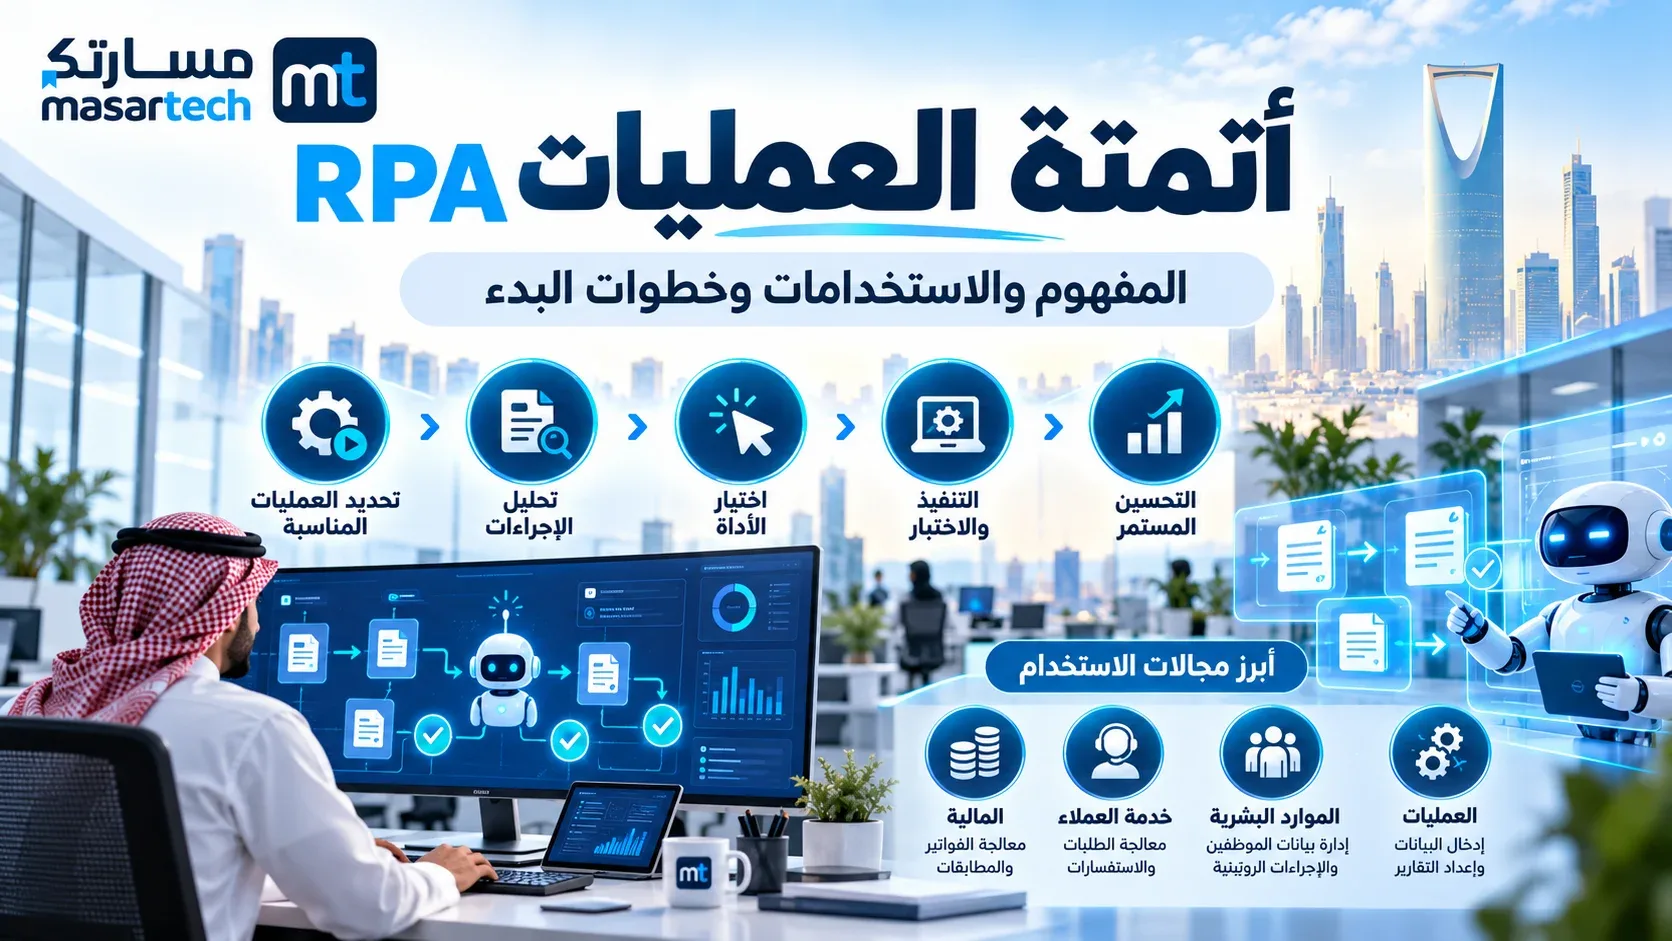 مسارتك
masartech
mt
أتمتة العمليات RPA
المفهوم والاستخدامات وخطوات البدء
تحديد العمليات
المناسبة
تحليل
الإجراءات
اختيار
الأداة
التنفيذ
والاختبار
التحسين
المستمر
أبرز مجالات الاستخدام
العمليات
إدخال البيانات
وإعداد التقارير
الموارد البشرية
إدارة بيانات الموظفين
والإجراءات الروتينية
خدمة العملاء
معالجة الطلبات
والاستفسارات
المالية
معالجة الفواتير
والمطابقات
mt